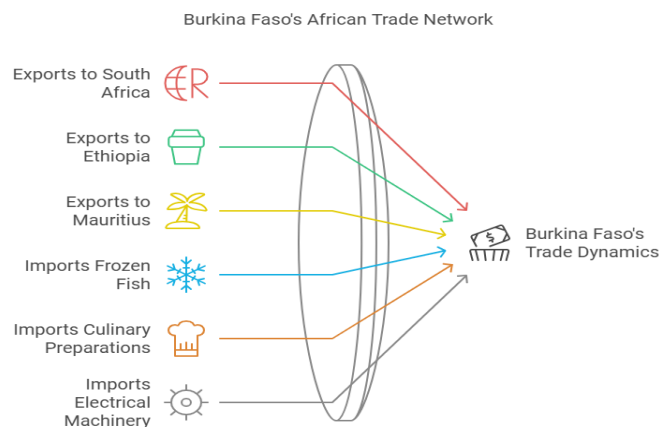 Burkina Faso's African Trade Network
Exports to South
Africa
Exports to
Ethiopia
Exports to
Mauritius
Imports Frozen
Fish
Imports Culinary
Preparations
Imports
Electrical
Machinery
Burkina Faso's
Trade Dynamics